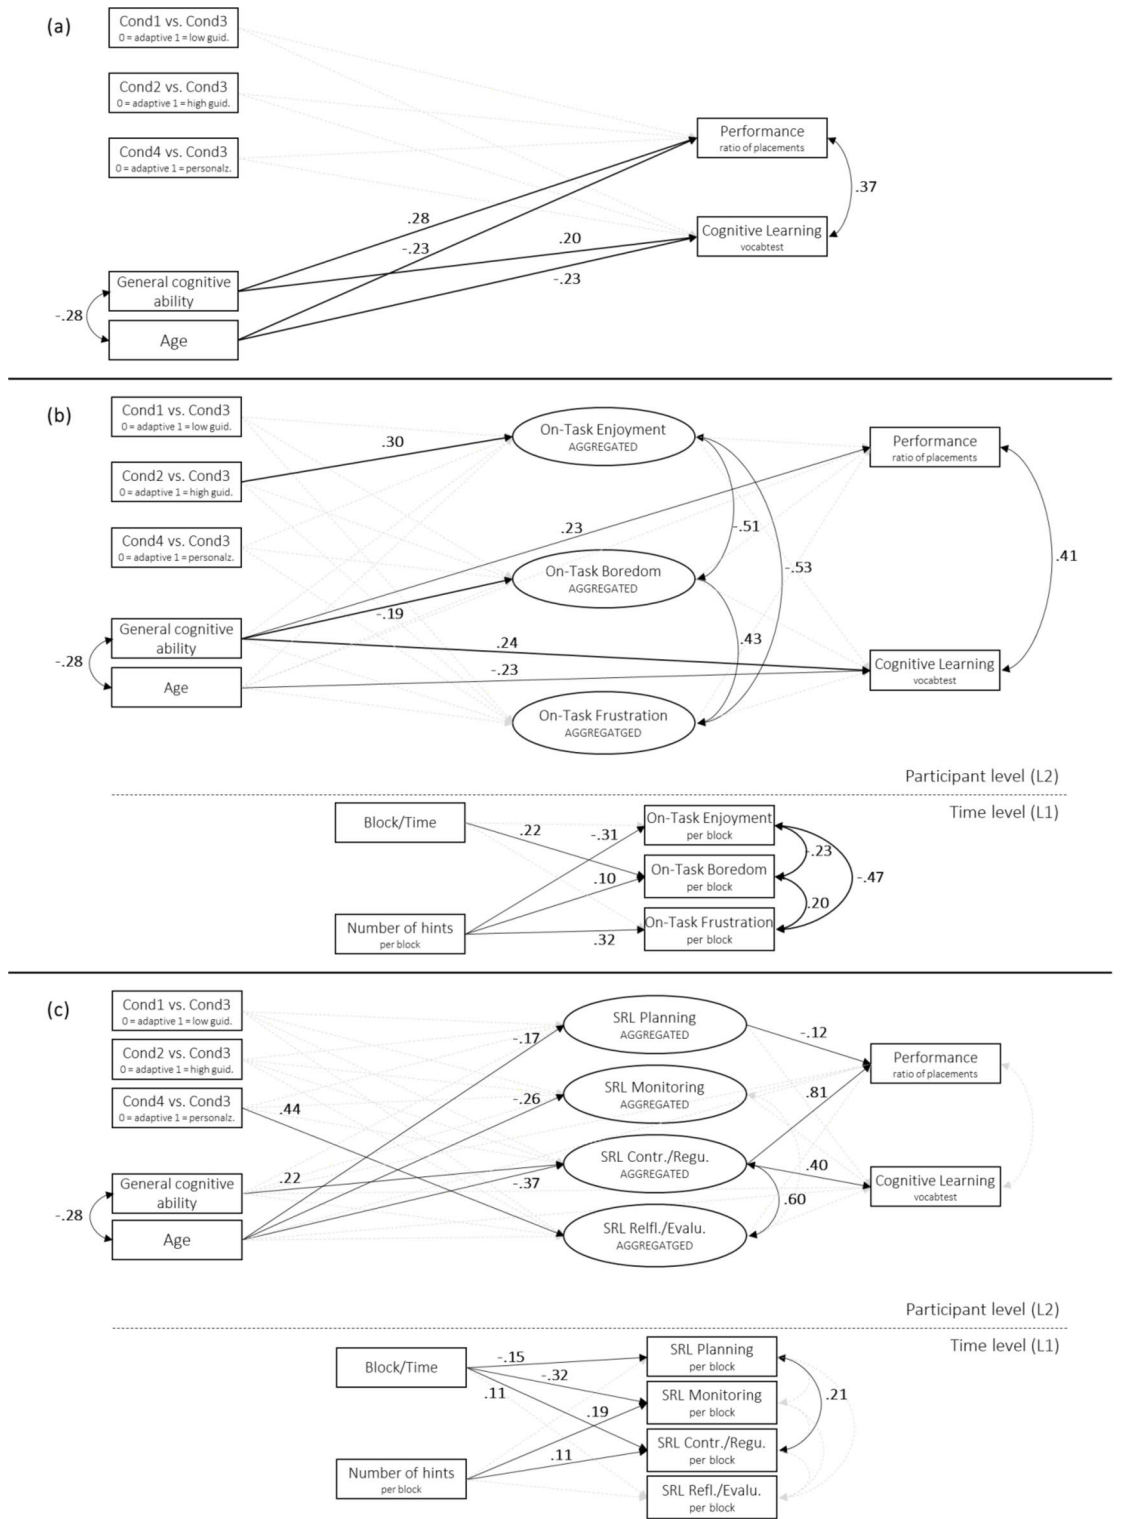 (a)
Cond1 vs. Cond3
0 = adaptive 1 = low guid.
Cond2 vs. Cond3
0 = adaptive 1 = high guid.
Cond4 vs. Cond3
0 = adaptive 1 = personalz.
Performance
ratio of placements
.37
.28
-.23
.20
Cognitive Learning
vocabtest
-.23
General cognitive
ability
-.28
Age
(b)
Cond1 vs. Cond3
0 = adaptive 1 = low guid.
Cond2 vs. Cond3
0 = adaptive 1 = high guid.
Cond4 vs. Cond3
0 = adaptive 1 = personalz.
.30
On-Task Enjoyment
AGGREGATED
Performance
ratio of placements
.23
-.51
-.53
.41
On-Task Boredom
AGGREGATED
-.19
General cognitive
ability
-.28
Age
.24
-.23
.43
Cognitive Learning
vocabtest
On-Task Frustration
AGGREGATGED
Participant level (L2)
Time level (L1)
Block/Time
.22
-.31
On-Task Enjoyment
per block
-.23
.10
On-Task Boredom
per block
-.47
.20
Number of hints
per block
.32
On-Task Frustration
per block
(c)
Cond1 vs. Cond3
0 = adaptive 1 = low guid.
Cond2 vs. Cond3
0 = adaptive 1 = high guid.
Cond4 vs. Cond3
0 = adaptive 1 = personalz.
SRL Planning
AGGREGATED
-.17
-.12
Performance
ratio of placements
SRL Monitoring
AGGREGATED
-.26
.81
.44
SRL Contr./Regu.
AGGREGATED
.22
-.37
.40
General cognitive
ability
-.28
Age
.60
Cognitive Learning
vocabtest
SRL Relfl./Evalu.
AGGREGATGED
Participant level (L2)
Time level (L1)
Block/Time
-.15
-.32
.11
.19
.11
SRL Planning
per block
SRL Monitoring
per block
.21
SRL Contr./Regu.
per block
Number of hints
per block
SRL Refl./Evalu.
per block